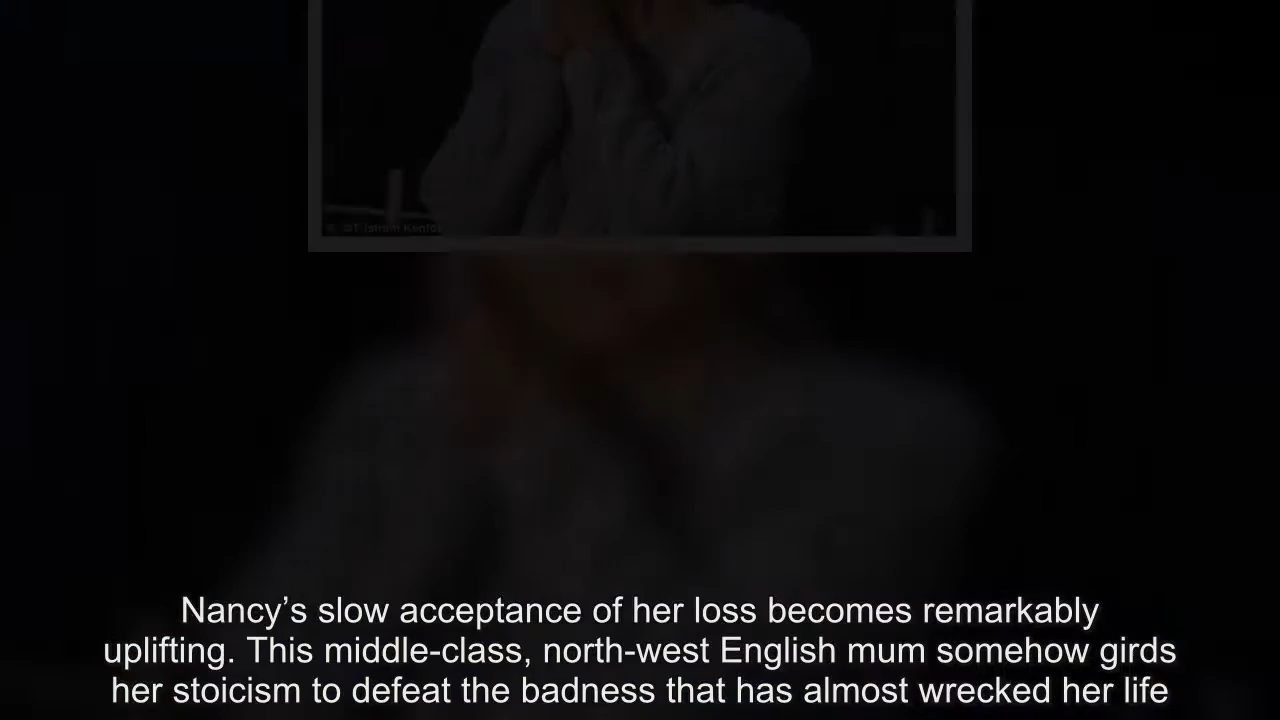 Nancy’s slow acceptance of her loss becomes remarkably
uplifting. This middle-class, north-west English mum somehow girds
her stoicism to defeat the badness that has almost wrecked her life